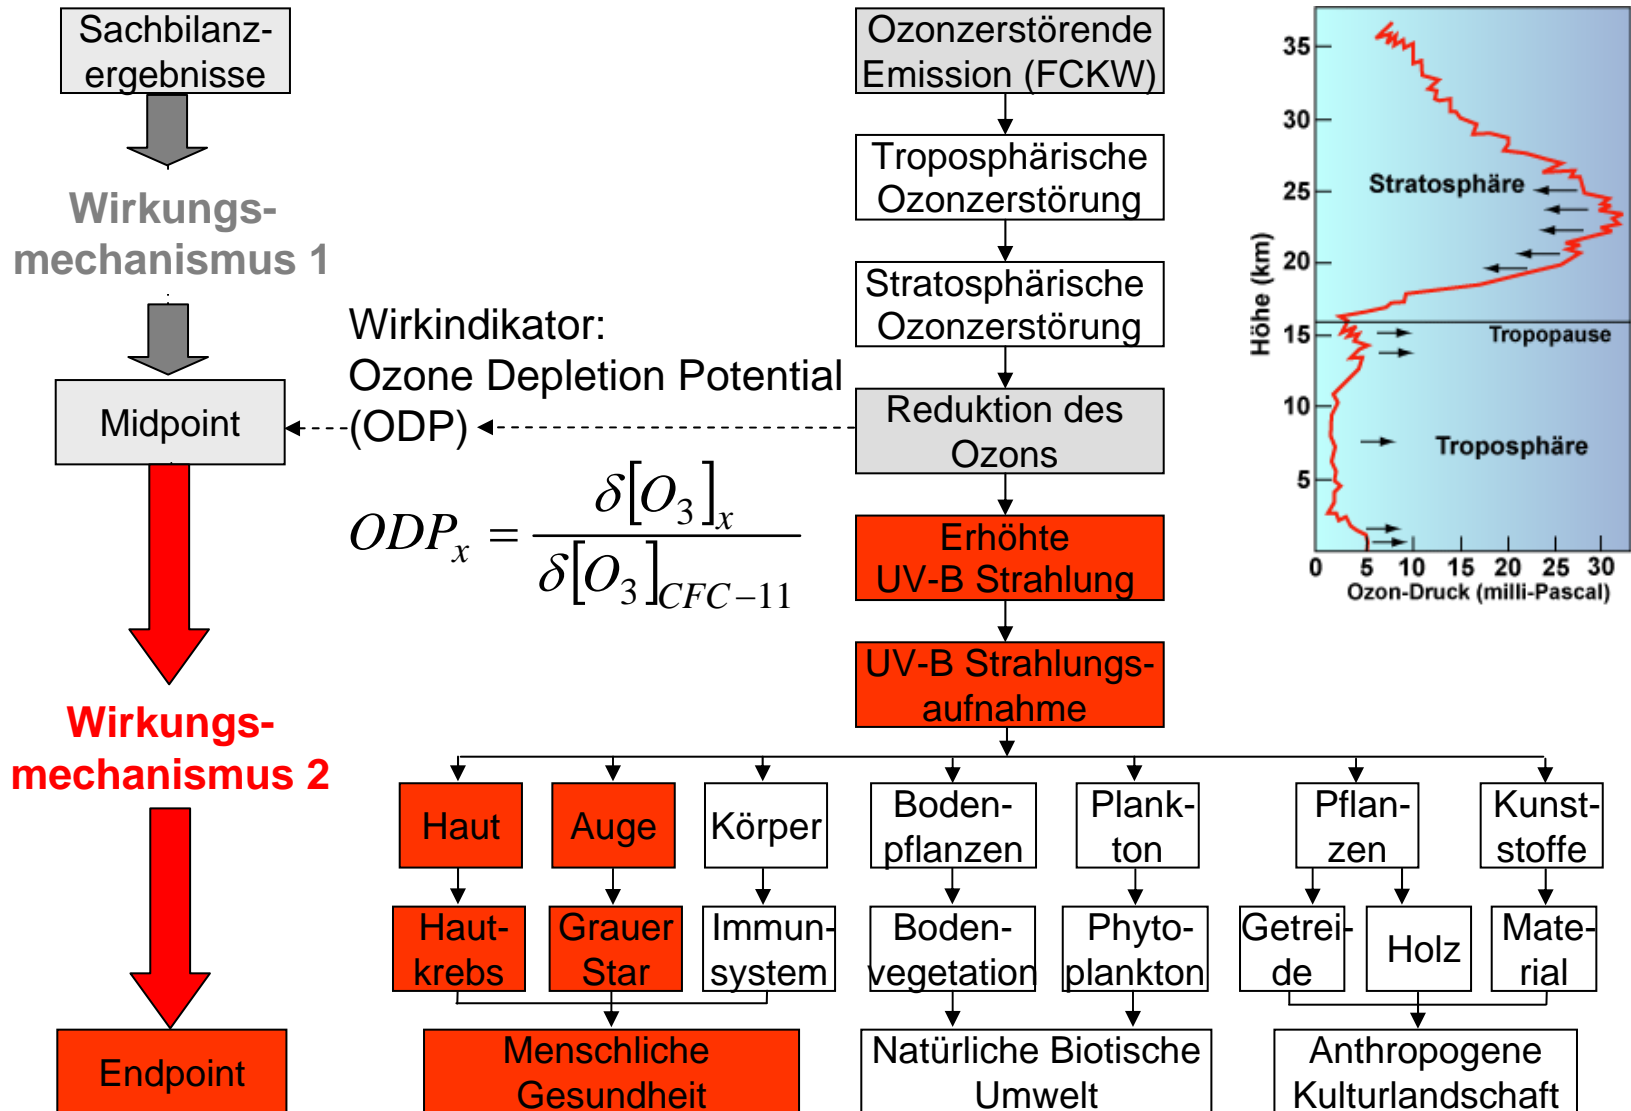 Sachbilanz-
ergebnisse
Wirkungs-
mechanismus 1
Midpoint
Wirkungs-
mechanismus 2
Endpoint
Wirkindikator:
Ozone Depletion Potential
(ODP)
ODP_x = δ[O_3]_x / δ[O_3]_{CFC-11}
Ozonzerstörende
Emission (FCKW)
Troposphärische
Ozonzerstörung
Stratosphärische
Ozonzerstörung
Reduktion des
Ozons
Erhöhte
UV-B Strahlung
UV-B Strahlungs-
aufnahme
Haut
Auge
Körper
Boden-
pflanzen
Plank-
ton
Pflan-
zen
Kunst-
stoffe
Haut-
krebs
Grauer
Star
Immun-
system
Boden-
vegetation
Phyto-
plankton
Getrei-
de
Holz
Mate-
rial
Menschliche
Gesundheit
Natürliche Biotische
Umwelt
Anthropogene
Kulturlandschaft
Höhe (km)
35
30
25
20
15
10
5
Stratosphäre
Tropopause
Troposphäre
0 5 10 15 20 25 30
Ozon-Druck (milli-Pascal)